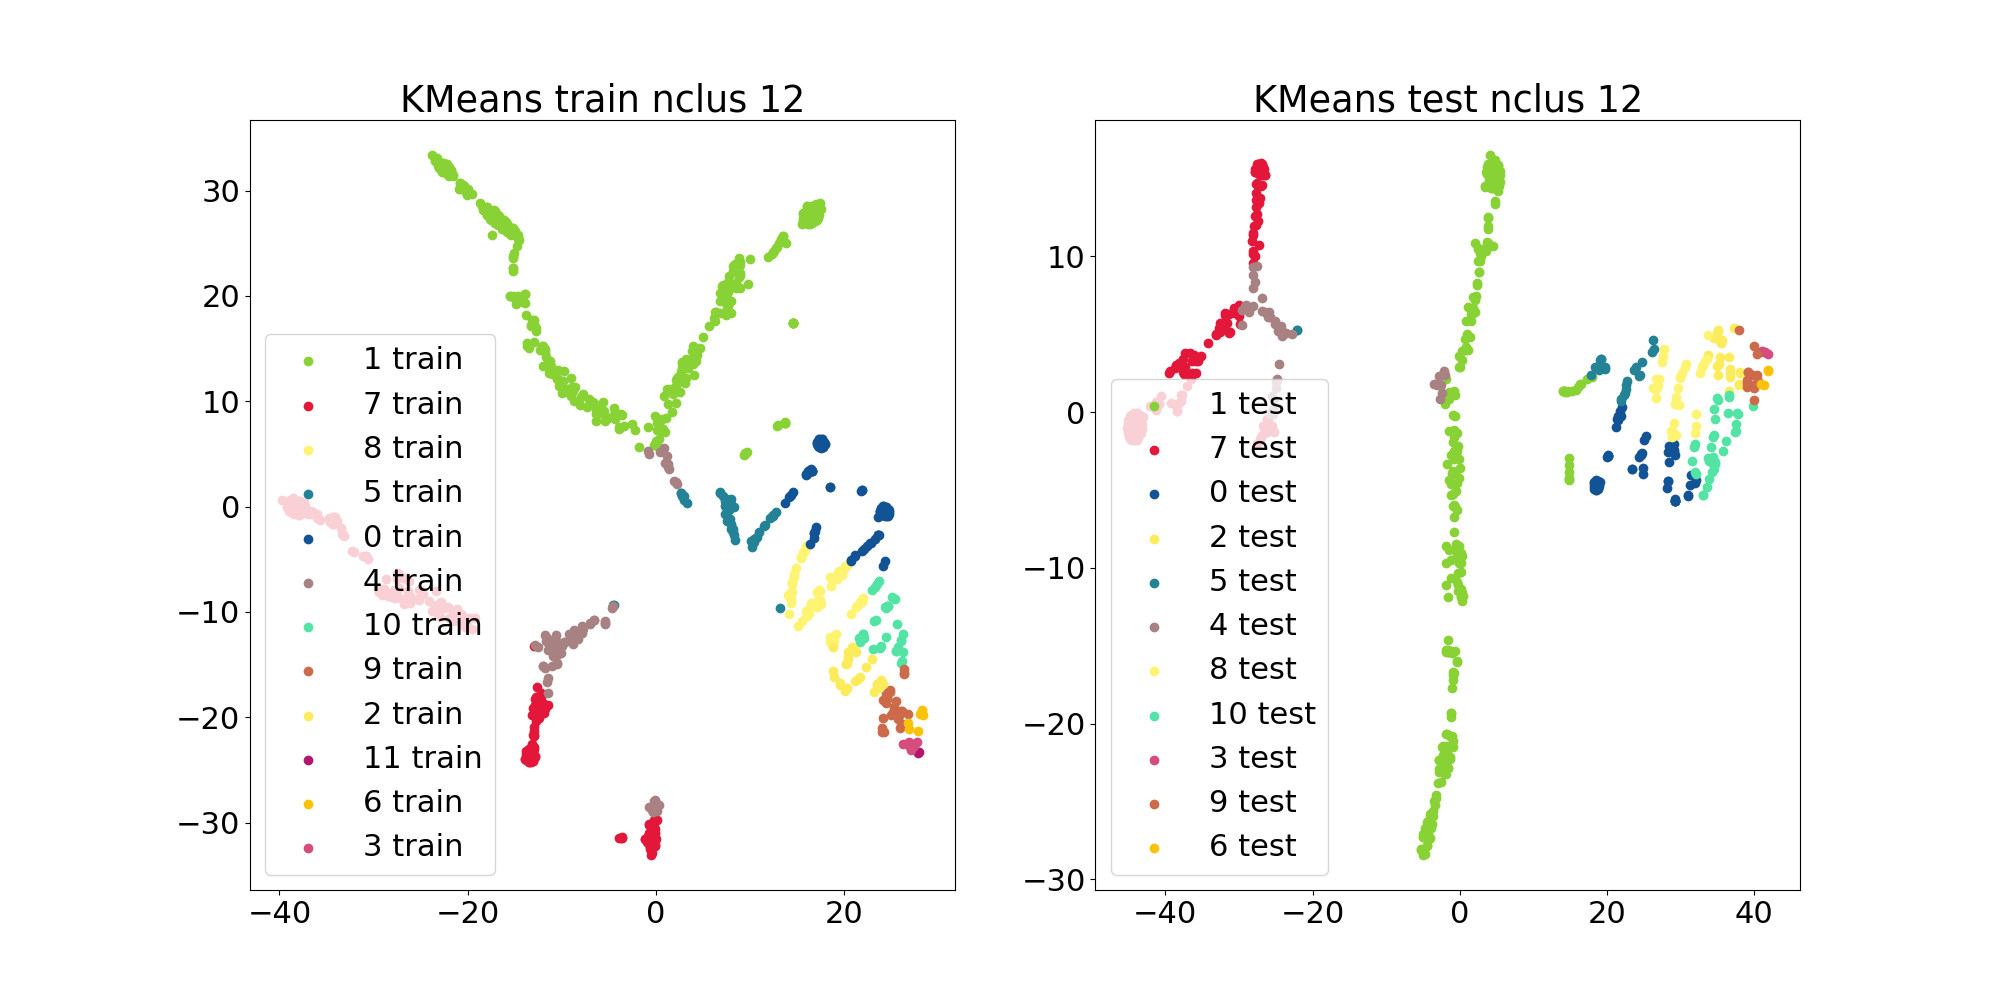 KMeans train nclus 12
30
20
10
0
−10
−20
−30
1 train
7 train
8 train
5 train
0 train
4 train
10 train
9 train
2 train
11 train
6 train
3 train
−40
−20
0
20
KMeans test nclus 12
10
0
−10
−20
−30
1 test
7 test
0 test
2 test
5 test
4 test
8 test
10 test
3 test
9 test
6 test
−40
−20
0
20
40